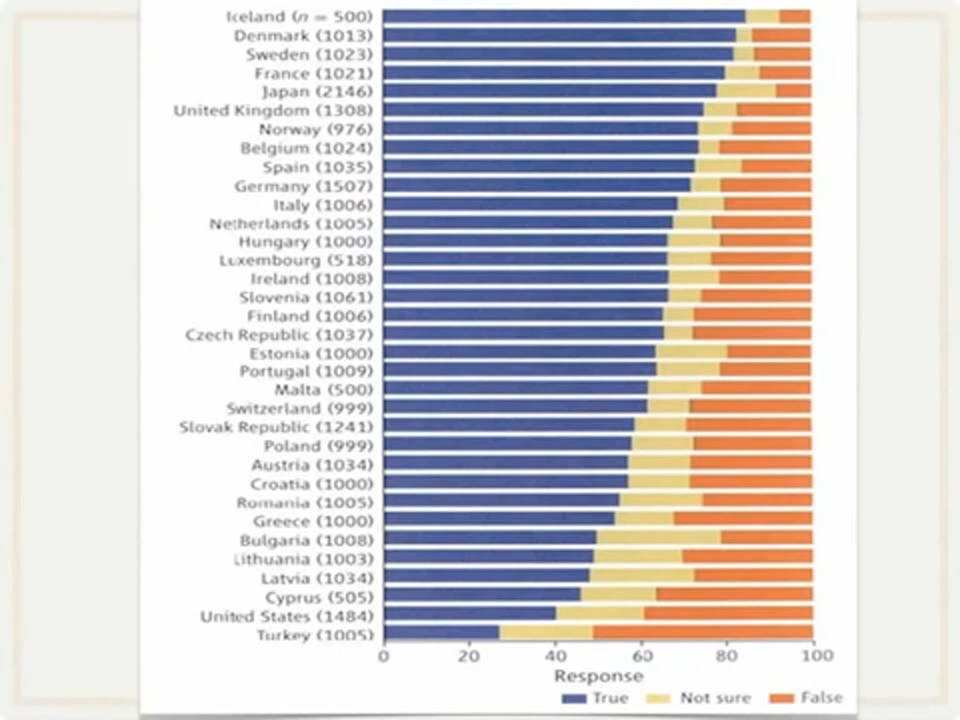 Iceland (n = 500)
Denmark (1013)
Sweden (1023)
France (1021)
Japan (2146)
United Kingdom (1308)
Norway (976)
Belgium (1024)
Spain (1035)
Germany (1507)
Italy (1006)
Netherlands (1005)
Hungary (1000)
Luxembourg (518)
Ireland (1008)
Slovenia (1061)
Finland (1006)
Czech Republic (1037)
Estonia (1000)
Portugal (1009)
Malta (500)
Switzerland (999)
Slovak Republic (1241)
Poland (999)
Austria (1034)
Croatia (1000)
Romania (1005)
Greece (1000)
Bulgaria (1008)
Lithuania (1003)
Latvia (1034)
Cyprus (505)
United States (1484)
Turkey (1005)
0 20 40 60 80 100
Response
True Not sure False